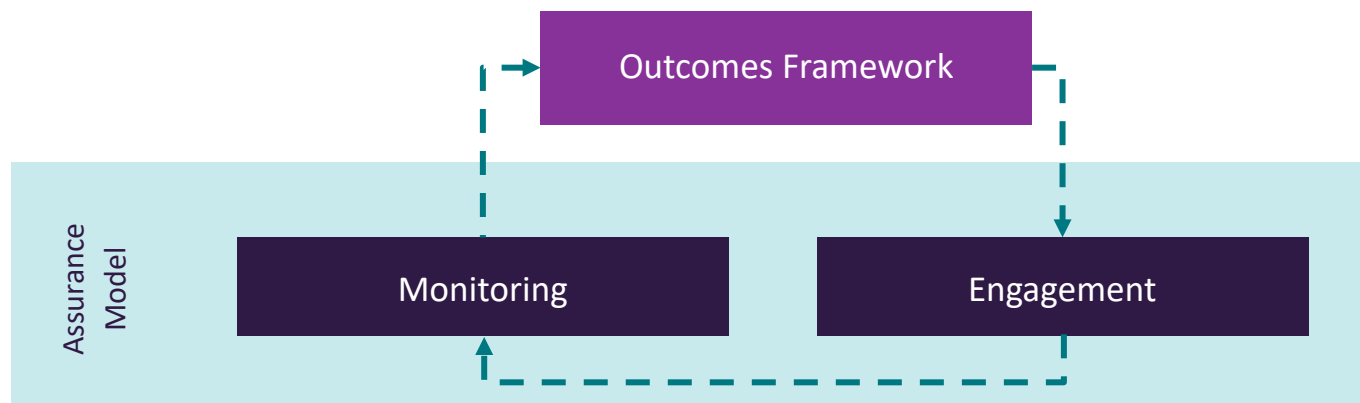 Outcomes Framework
Assurance
Model
Monitoring
Engagement